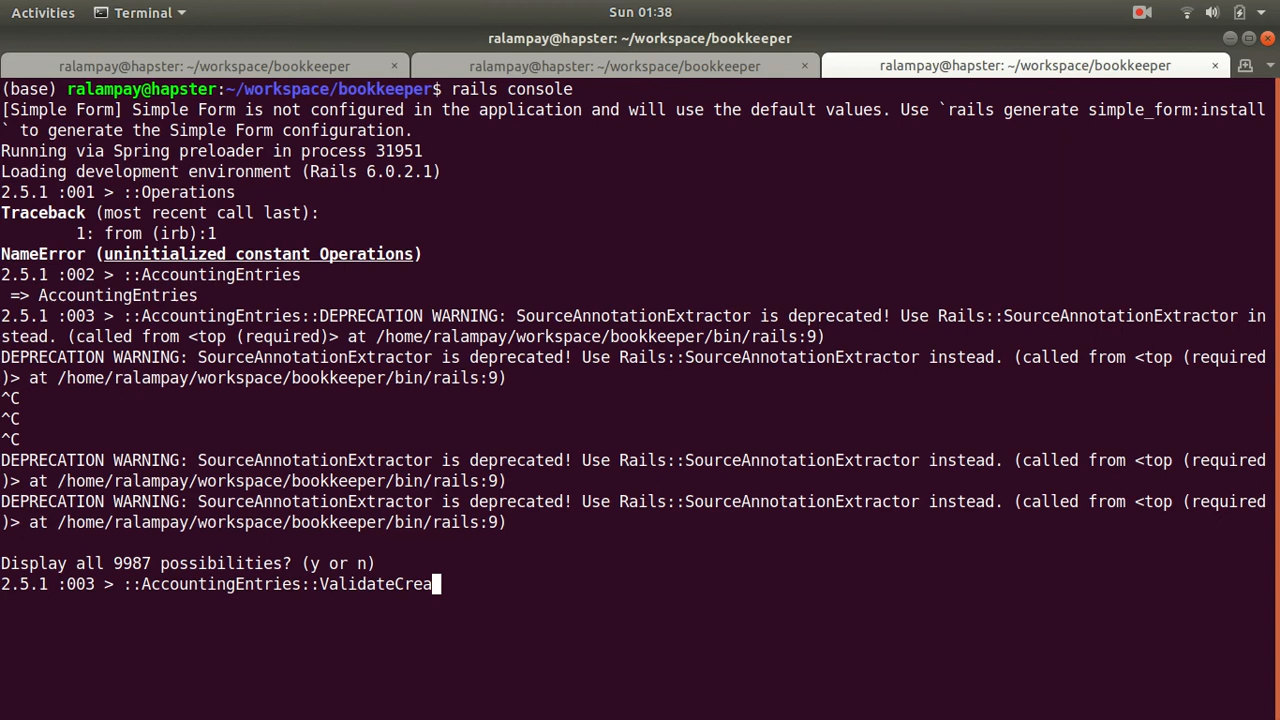 Activities Terminal Sun 01:38
ralampay@hapster: ~/workspace/bookkeeper
ralampay@hapster: ~/workspace/bookkeeper × ralampay@hapster: ~/workspace/bookkeeper × ralampay@hapster: ~/workspace/bookkeeper ×
(base) ralampay@hapster:~/workspace/bookkeeper$ rails console
[Simple Form] Simple Form is not configured in the application and will use the default values. Use `rails generate simple_form:install
` to generate the Simple Form configuration.
Running via Spring preloader in process 31951
Loading development environment (Rails 6.0.2.1)
2.5.1 :001 > ::Operations
Traceback (most recent call last):
        1: from (irb):1
NameError (uninitialized constant Operations)
2.5.1 :002 > ::AccountingEntries
 => AccountingEntries
2.5.1 :003 > ::AccountingEntries::DEPRECATION WARNING: SourceAnnotationExtractor is deprecated! Use Rails::SourceAnnotationExtractor in
stead. (called from <top (required)> at /home/ralampay/workspace/bookkeeper/bin/rails:9)
DEPRECATION WARNING: SourceAnnotationExtractor is deprecated! Use Rails::SourceAnnotationExtractor instead. (called from <top (required
)> at /home/ralampay/workspace/bookkeeper/bin/rails:9)
^C
^C
^C
DEPRECATION WARNING: SourceAnnotationExtractor is deprecated! Use Rails::SourceAnnotationExtractor instead. (called from <top (required
)> at /home/ralampay/workspace/bookkeeper/bin/rails:9)
DEPRECATION WARNING: SourceAnnotationExtractor is deprecated! Use Rails::SourceAnnotationExtractor instead. (called from <top (required
)> at /home/ralampay/workspace/bookkeeper/bin/rails:9)
Display all 9987 possibilities? (y or n)
2.5.1 :003 > ::AccountingEntries::ValidateCrea